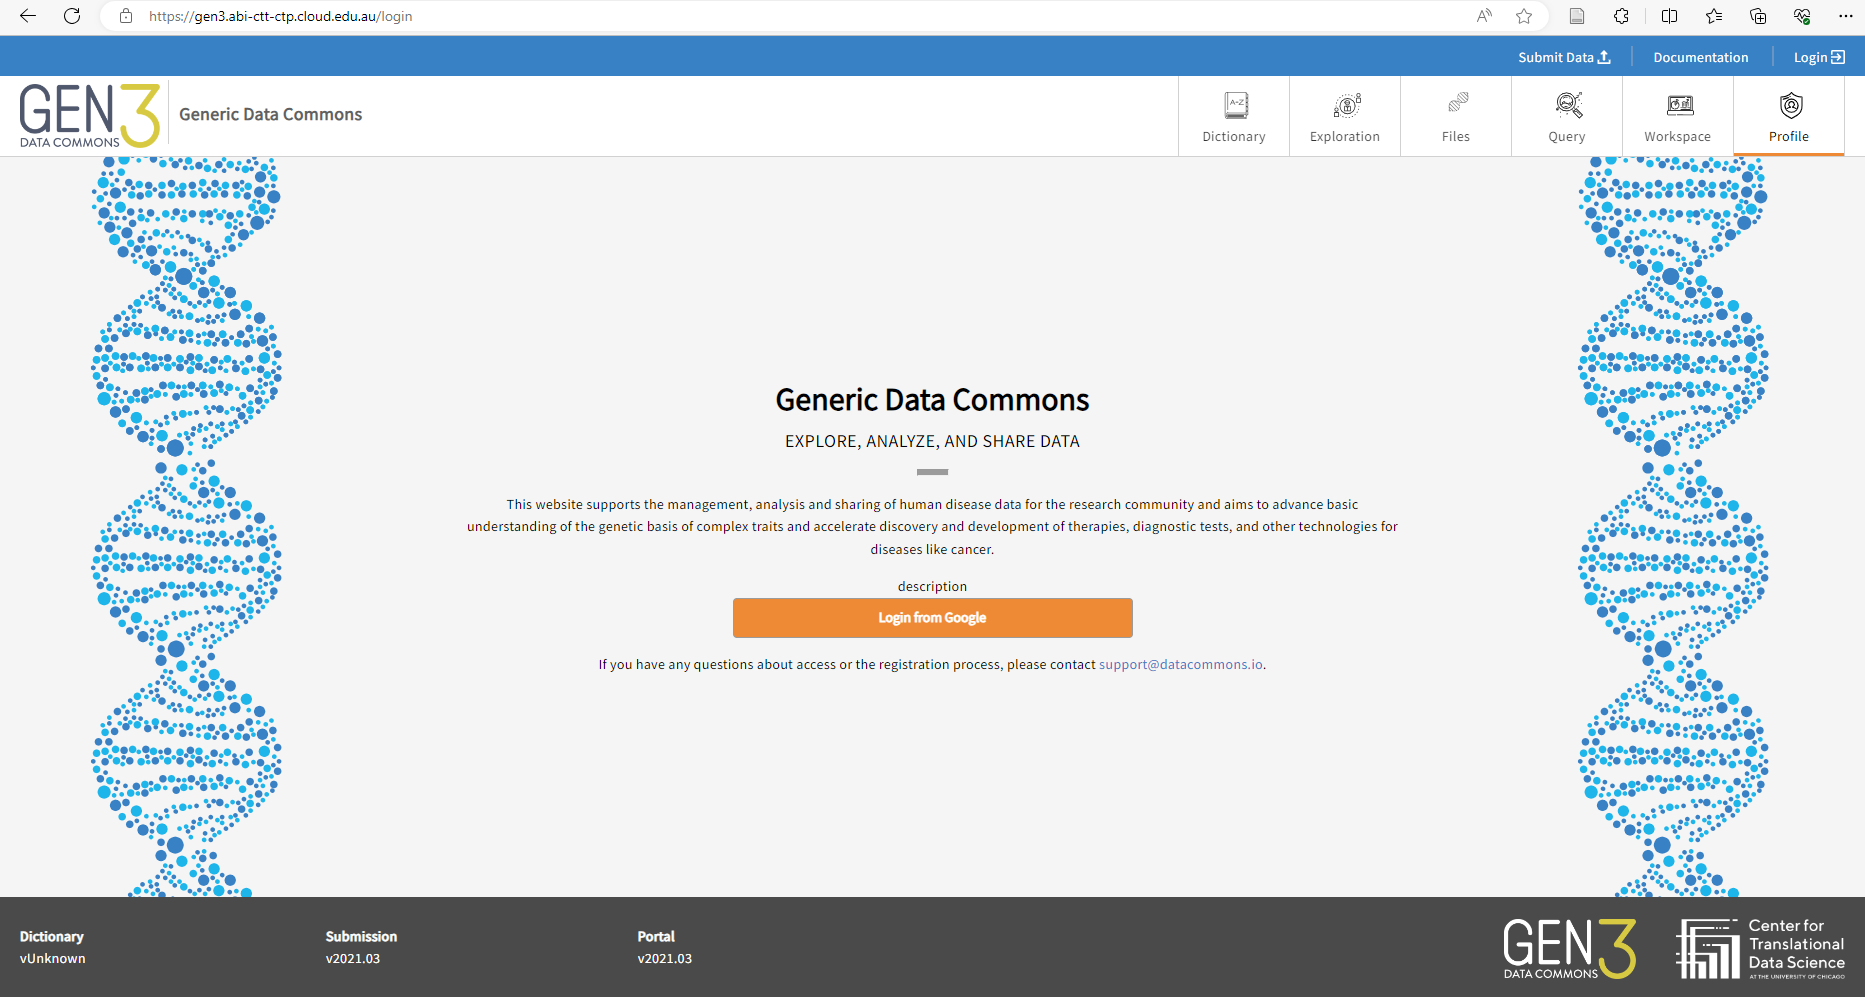 https://gen3.abi-ctt-ctp.cloud.edu.au/login
Submit Data
Documentation
Login
GEN3
DATA COMMONS
Generic Data Commons
A-Z
Dictionary
Exploration
Files
Query
Workspace
Profile
Generic Data Commons
EXPLORE, ANALYZE, AND SHARE DATA
This website supports the management, analysis and sharing of human disease data for the research community and aims to advance basic
understanding of the genetic basis of complex traits and accelerate discovery and development of therapies, diagnostic tests, and other technologies for
diseases like cancer.
description
Login from Google
If you have any questions about access or the registration process, please contact support@datacommons.io.
Dictionary
vUnknown
Submission
v2021.03
Portal
v2021.03
GEN3
DATA COMMONS
Center for
Translational
Data Science
AT THE UNIVERSITY OF CHICAGO